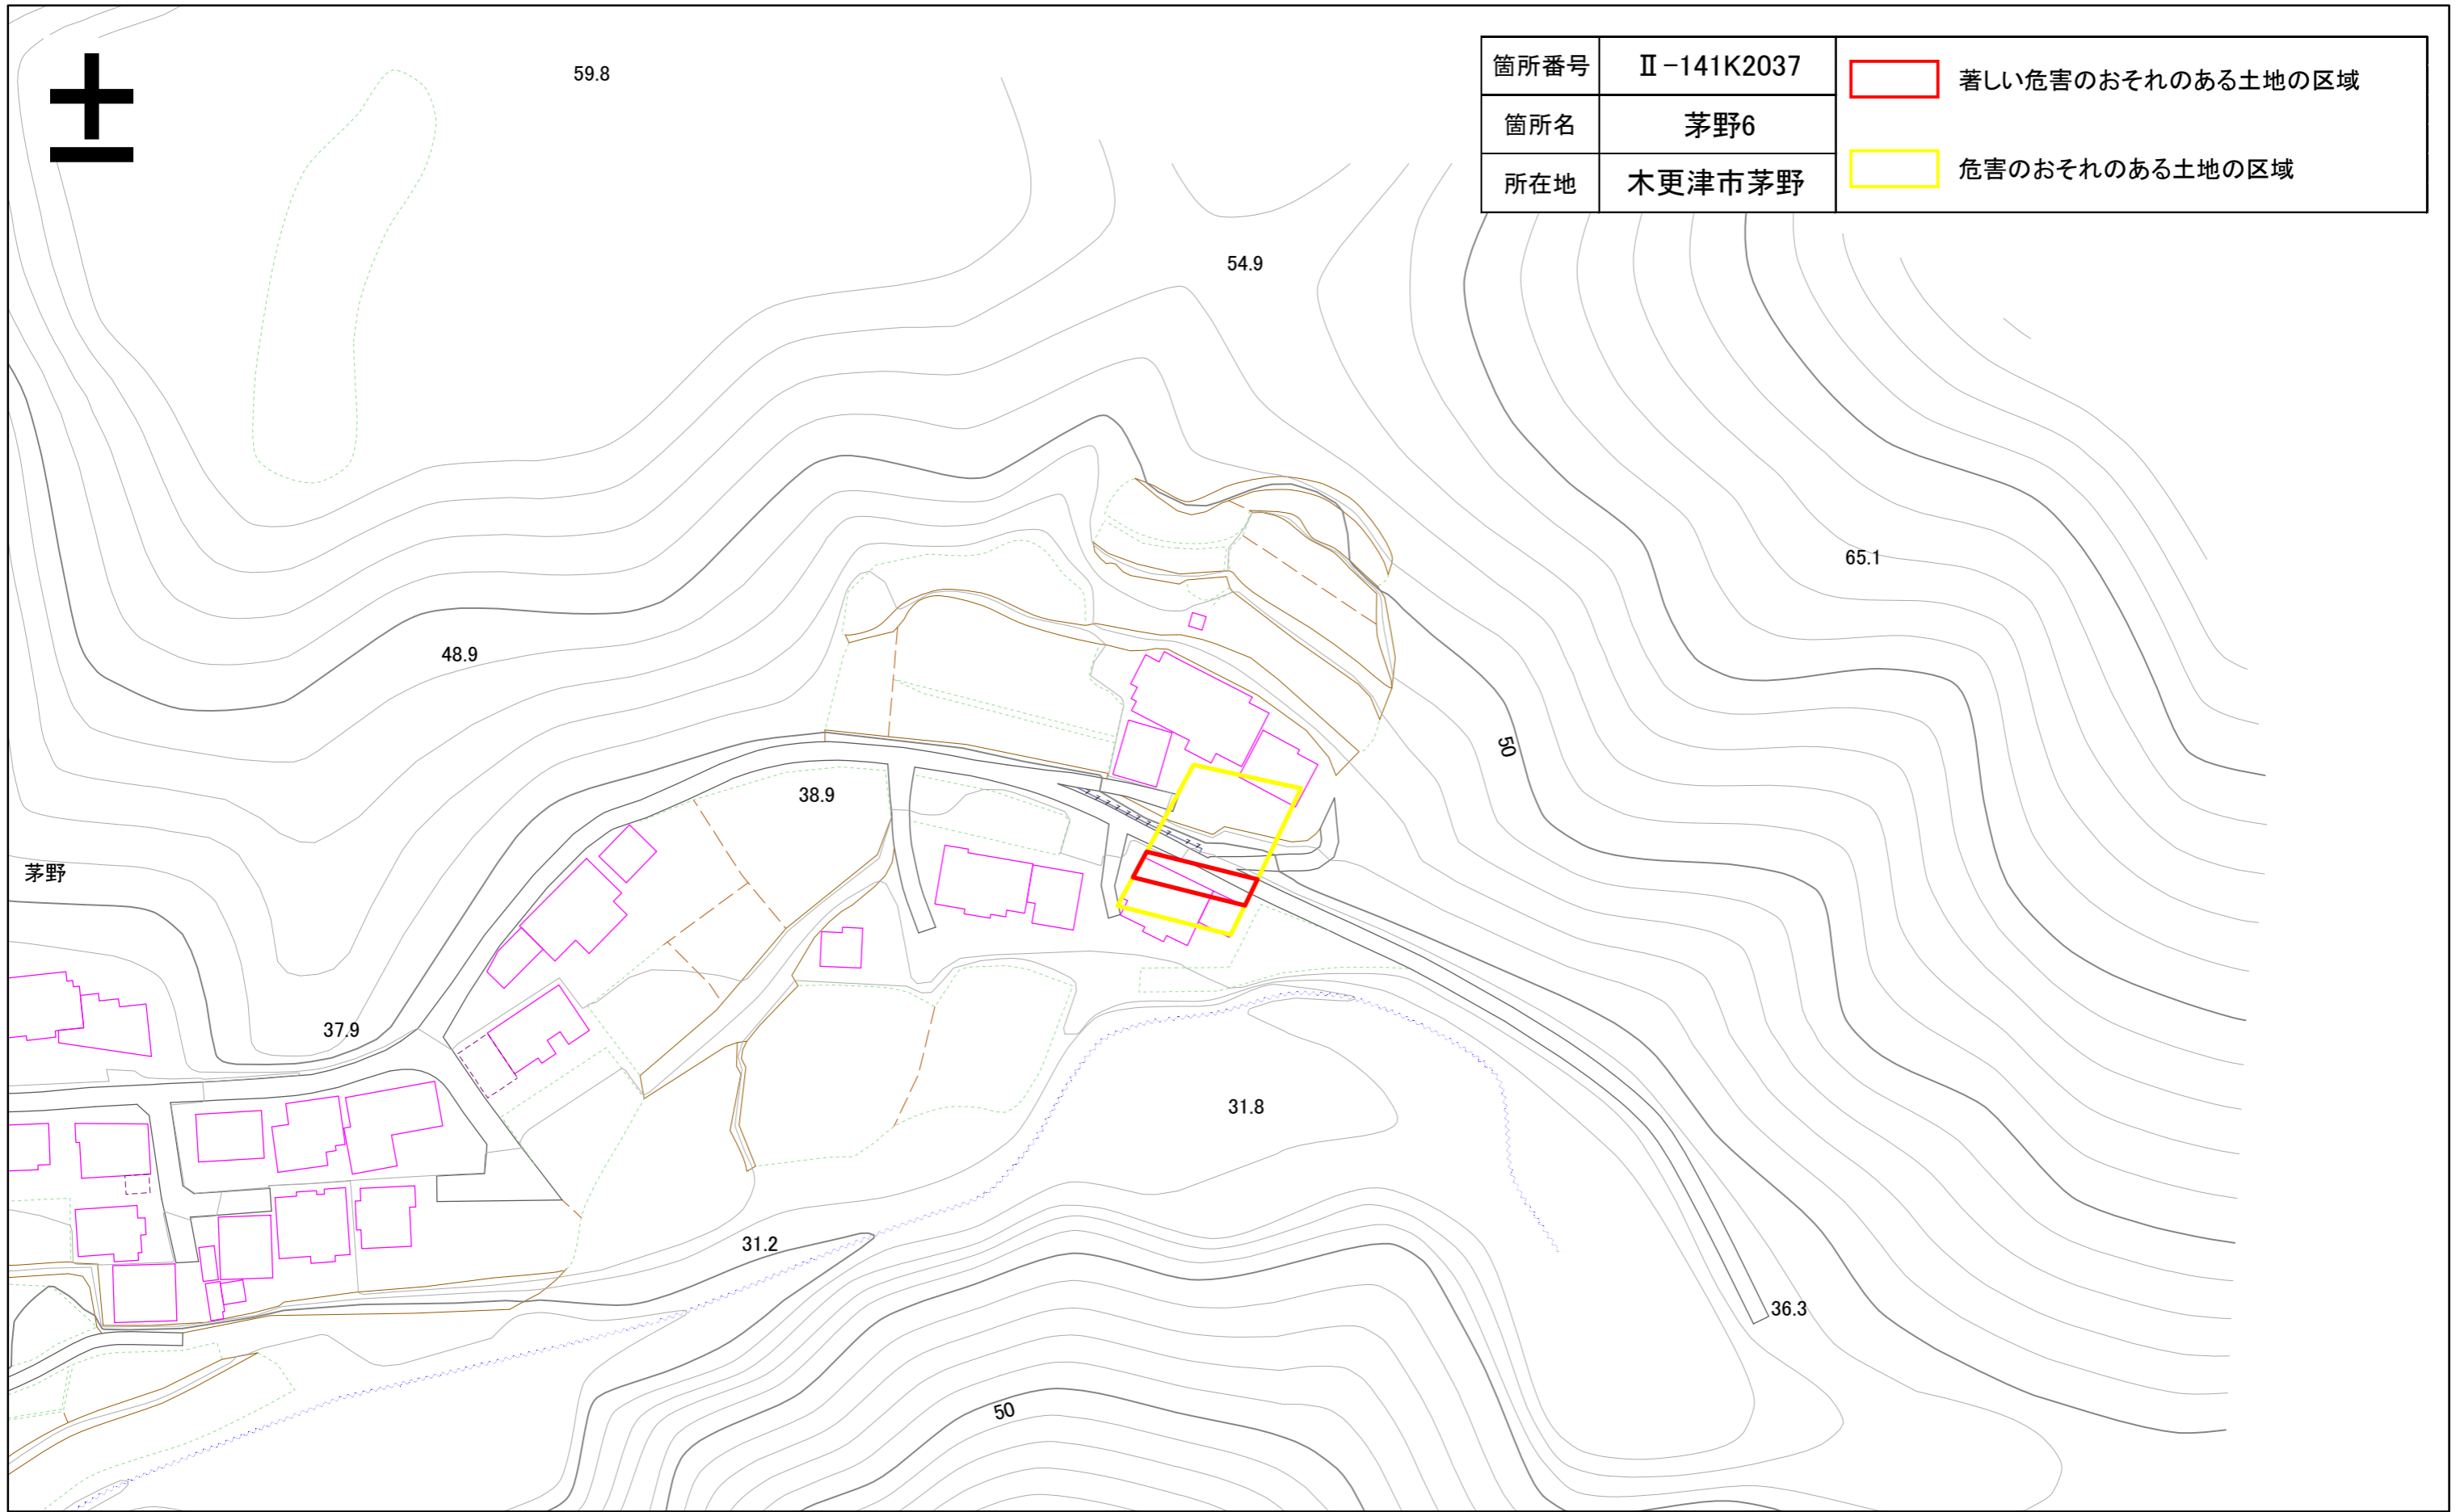 箇所番号 Ⅱ-141K2037
箇所名 茅野6
所在地 木更津市茅野
著しい危害のおそれのある土地の区域
危害のおそれのある土地の区域
59.8
54.9
65.1
48.9
50
38.9
茅野
37.9
31.8
31.2
36.3
50